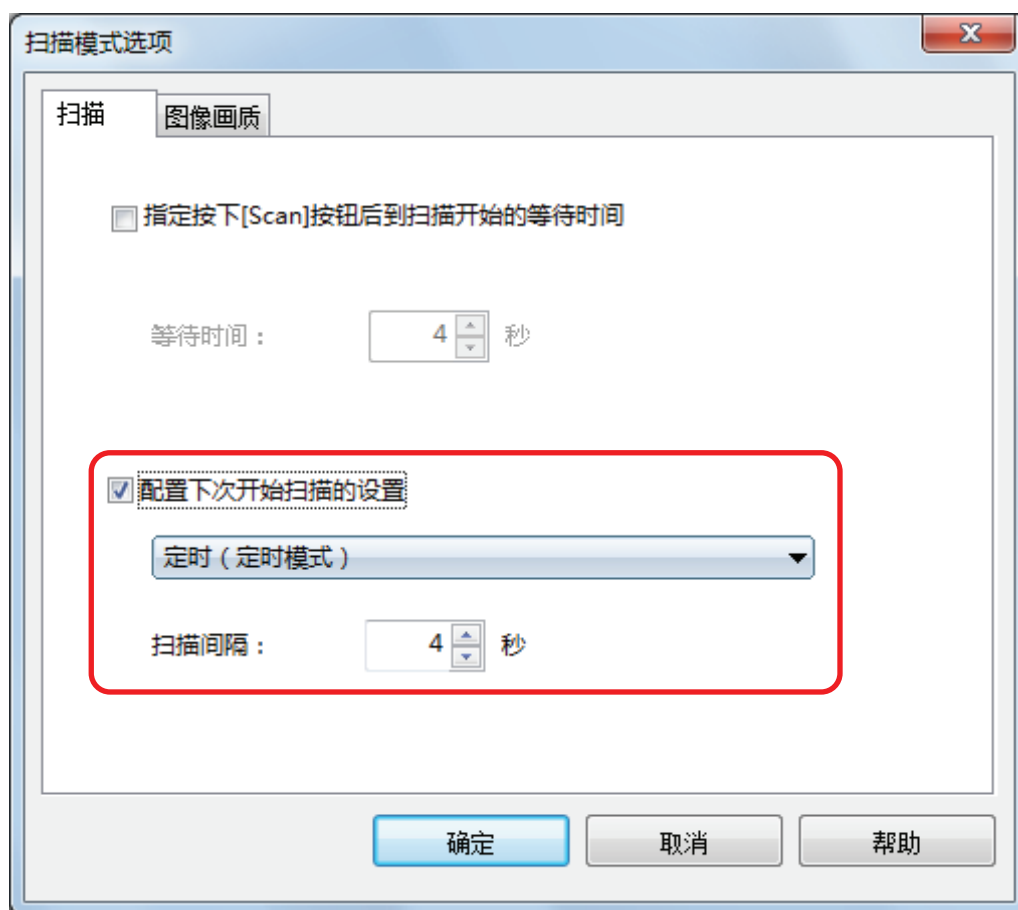 扫描模式选项
扫描 图像画质
指定按下[Scan]按钮后到扫描开始的等待时间
等待时间： 4 秒
配置下次开始扫描的设置
定时（定时模式）
扫描间隔： 4 秒
确定 取消 帮助